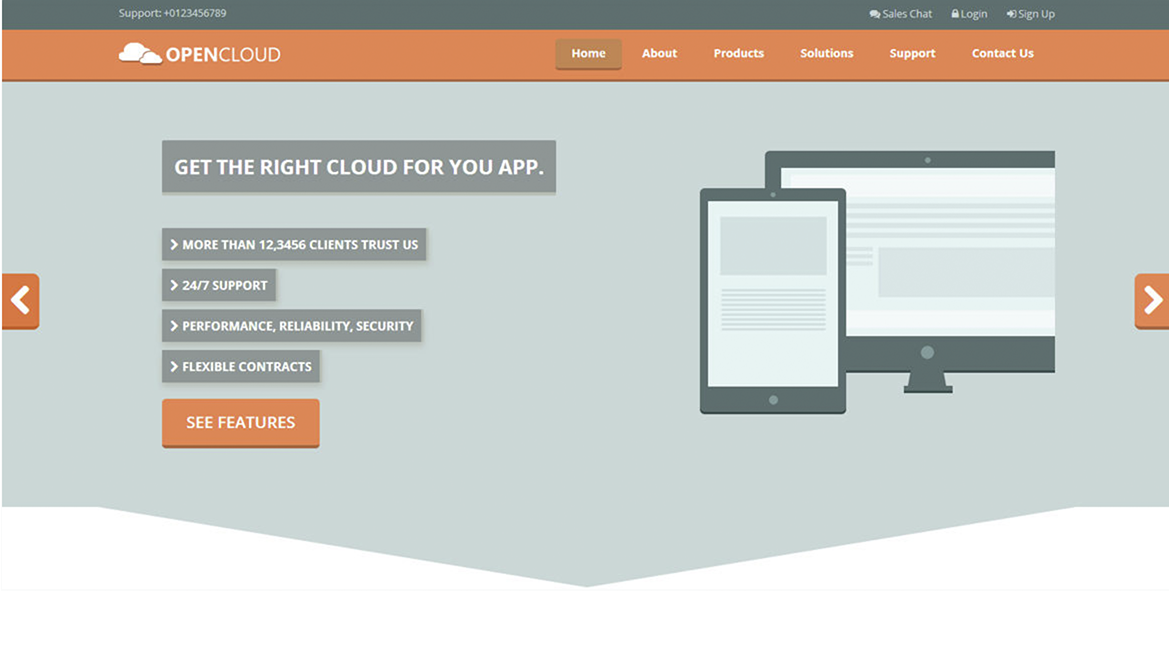 Support: +0123456789 Sales Chat Login Sign Up
OPENCLOUD Home About Products Solutions Support Contact Us
GET THE RIGHT CLOUD FOR YOU APP.
MORE THAN 12,3456 CLIENTS TRUST US
24/7 SUPPORT
PERFORMANCE, RELIABILITY, SECURITY
FLEXIBLE CONTRACTS
SEE FEATURES